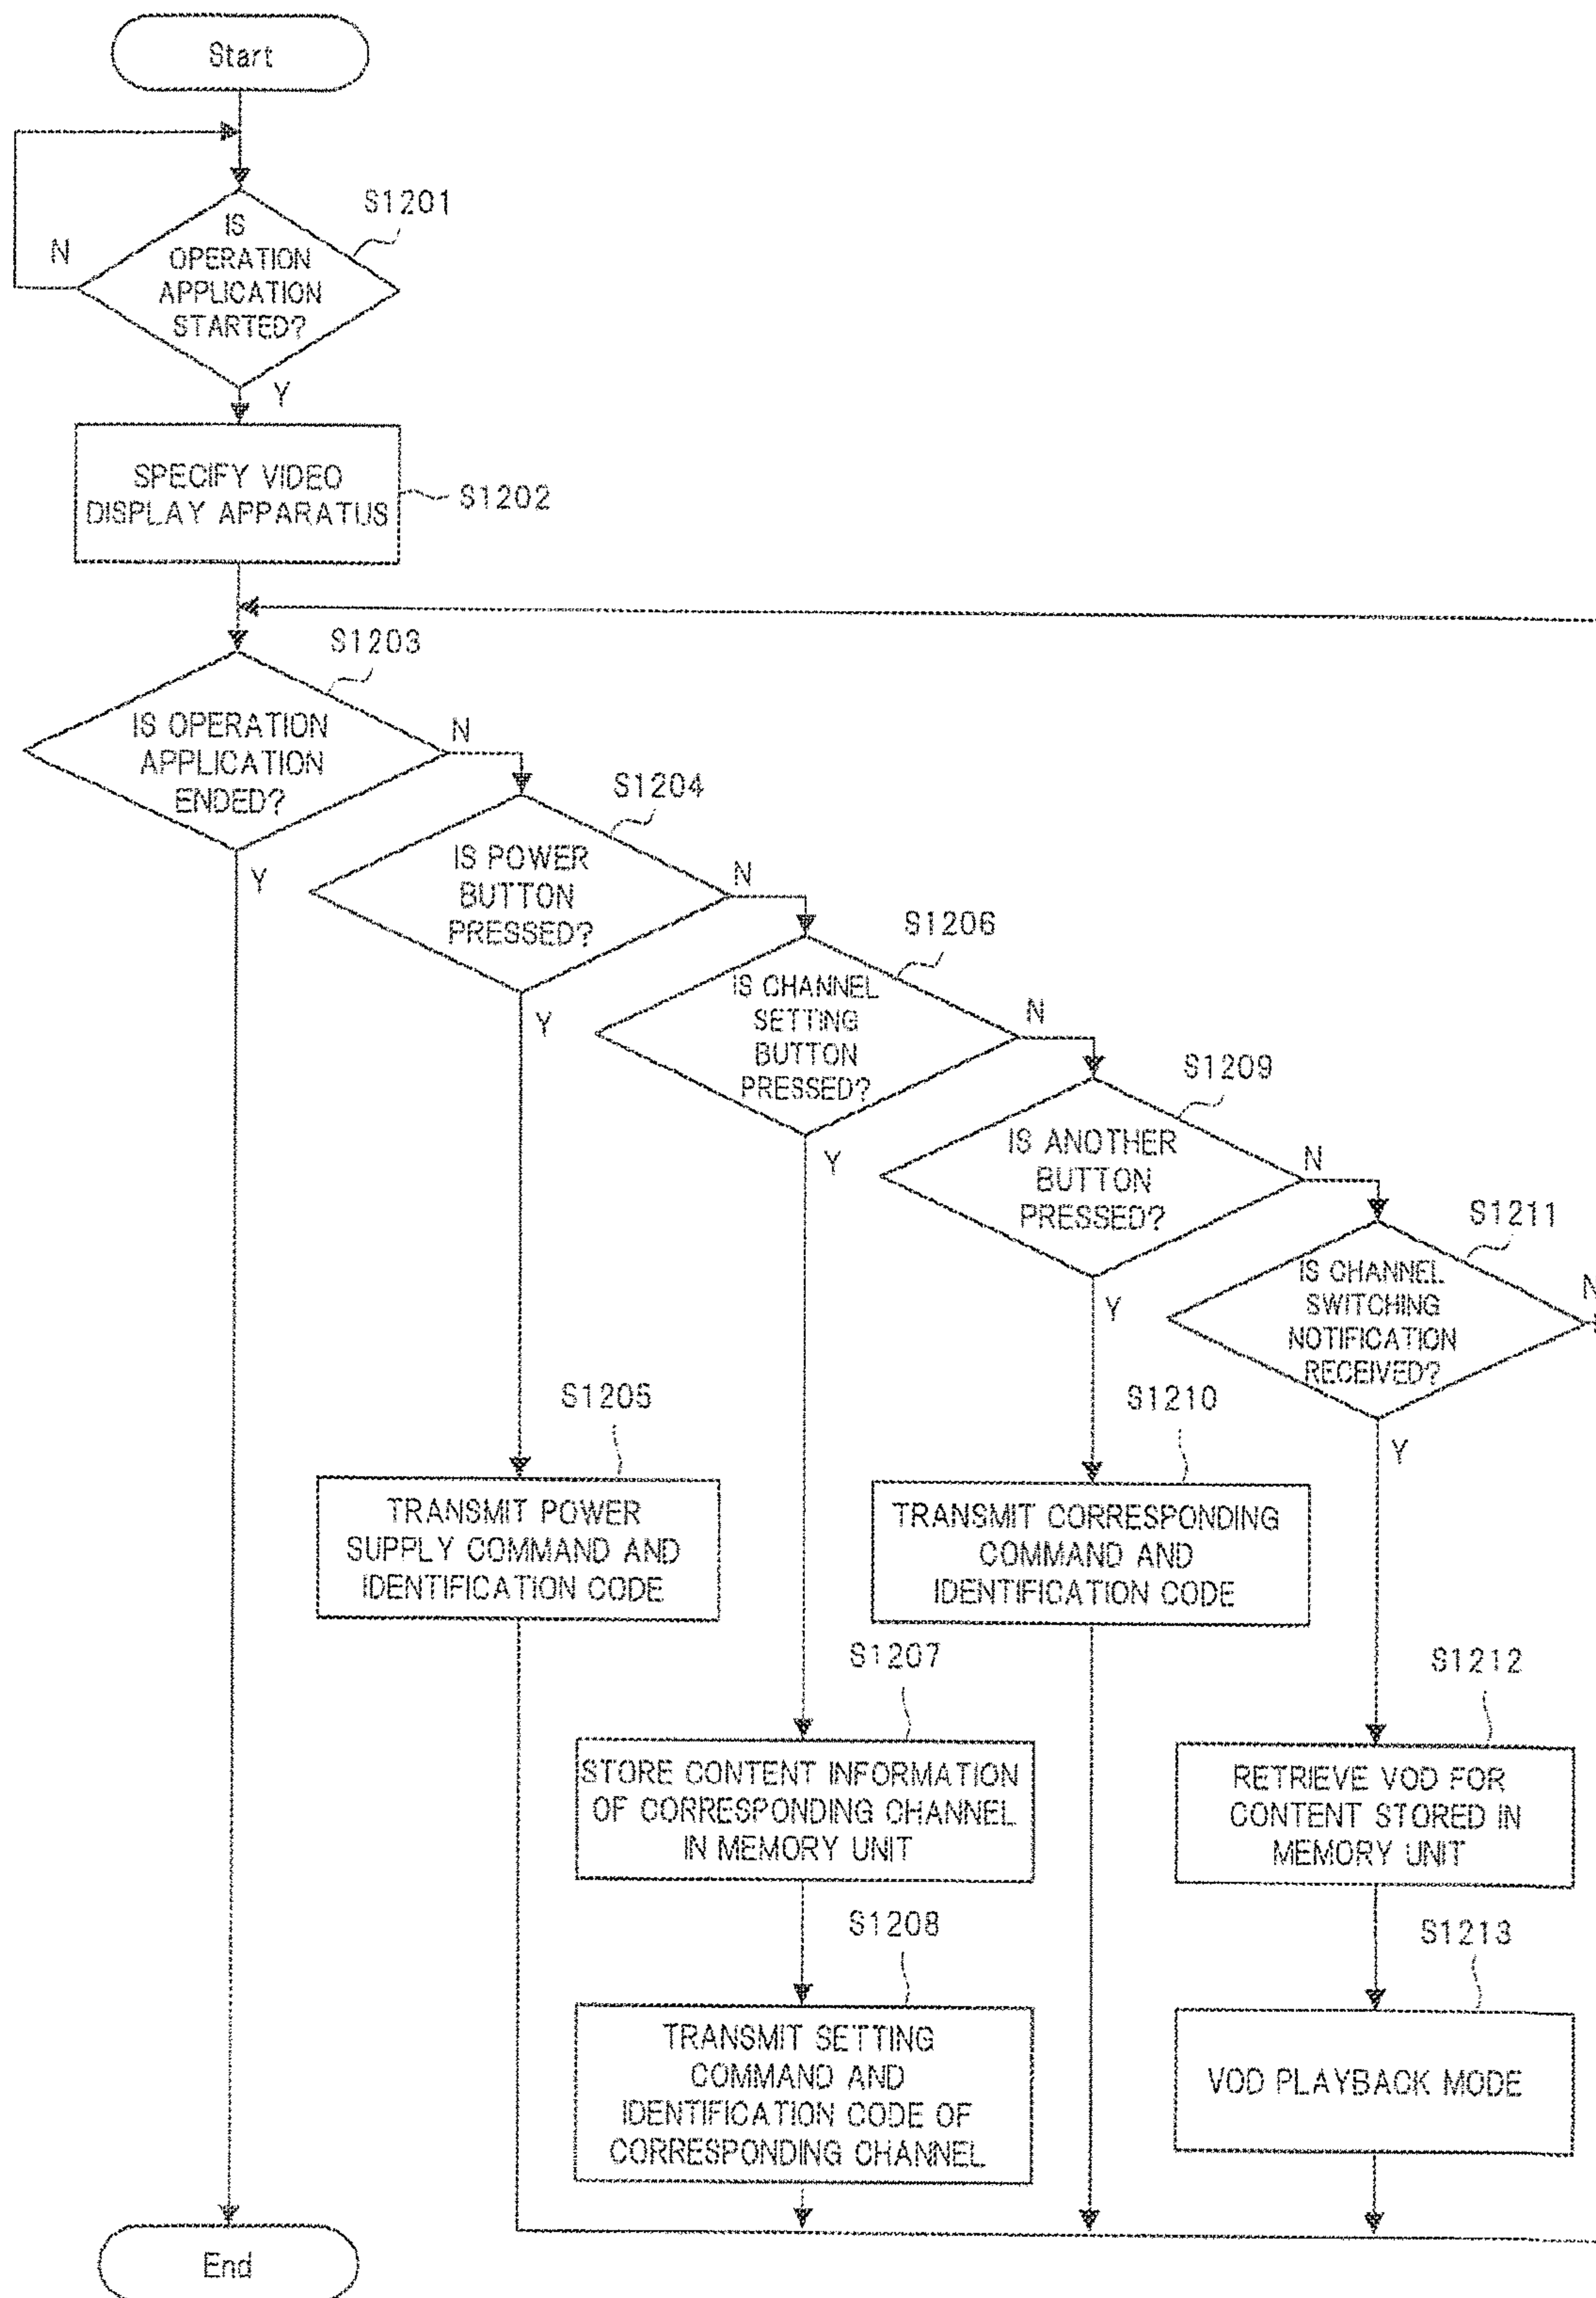 Start
S1201
IS
OPERATION
APPLICATION
STARTED?
N
Y
SPECIFY VIDEO
DISPLAY APPARATUS
S1202
S1203
IS OPERATION
APPLICATION
ENDED?
N
Y
S1204
IS POWER
BUTTON
PRESSED?
N
Y
S1206
IS CHANNEL
SETTING
BUTTON
PRESSED?
N
Y
S1209
IS ANOTHER
BUTTON
PRESSED?
N
Y
S1211
IS CHANNEL
SWITCHING
NOTIFICATION
RECEIVED?
N
Y
S1205
TRANSMIT POWER
SUPPLY COMMAND AND
IDENTIFICATION CODE
S1210
TRANSMIT CORRESPONDING
COMMAND AND
IDENTIFICATION CODE
S1207
STORE CONTENT INFORMATION
OF CORRESPONDING CHANNEL
IN MEMORY UNIT
S1212
RETRIEVE VOD FOR
CONTENT STORED IN
MEMORY UNIT
S1208
TRANSMIT SETTING
COMMAND AND
IDENTIFICATION CODE OF
CORRESPONDING CHANNEL
S1213
VOD PLAYBACK MODE
End